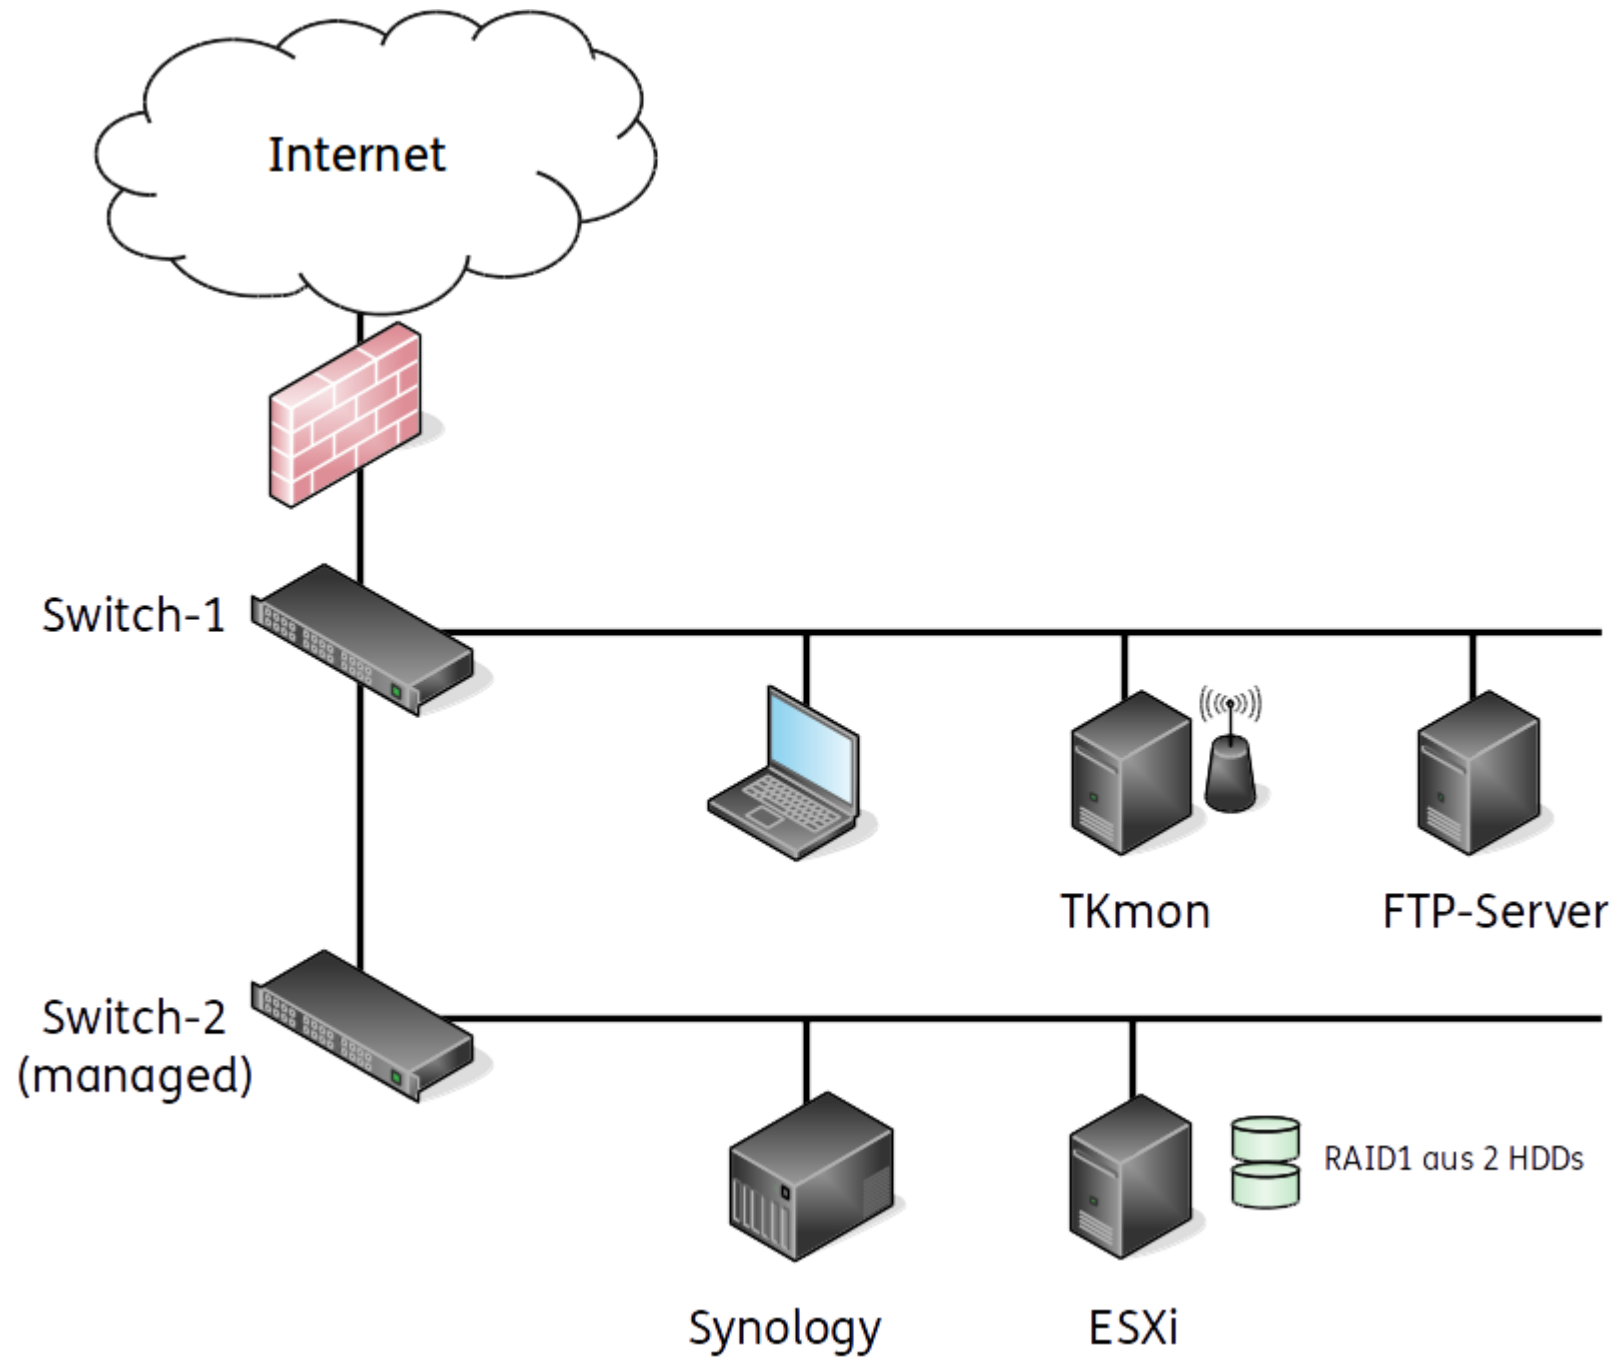 Internet
Switch-1
TKmon
FTP-Server
Switch-2
(managed)
RAID1 aus 2 HDDs
Synology
ESXi